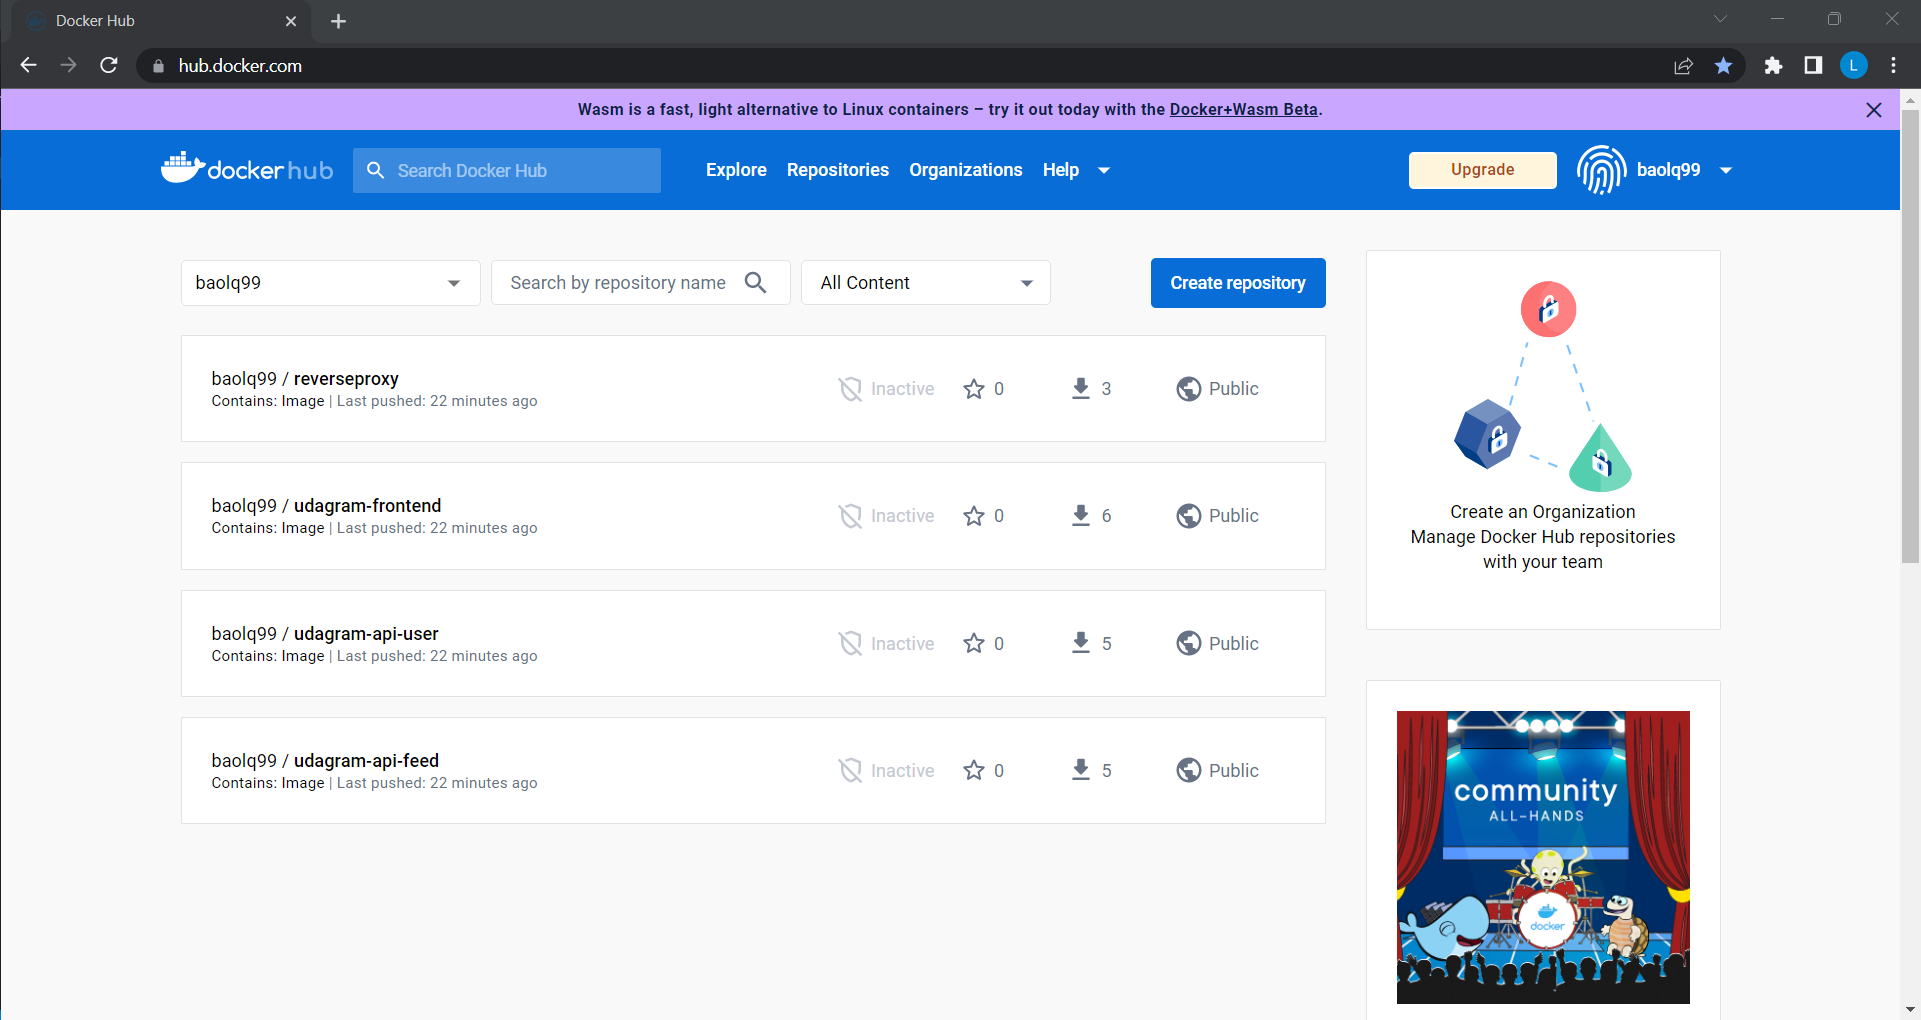 Docker Hub
hub.docker.com
L
Wasm is a fast, light alternative to Linux containers – try it out today with the Docker+Wasm Beta.
dockerhub
Search Docker Hub
Explore
Repositories
Organizations
Help
Upgrade
baolq99
baolq99
Search by repository name
All Content
Create repository
baolq99 / reverseproxy
Contains: Image | Last pushed: 22 minutes ago
Inactive
0
3
Public
baolq99 / udagram-frontend
Contains: Image | Last pushed: 22 minutes ago
Inactive
0
6
Public
baolq99 / udagram-api-user
Contains: Image | Last pushed: 22 minutes ago
Inactive
0
5
Public
baolq99 / udagram-api-feed
Contains: Image | Last pushed: 22 minutes ago
Inactive
0
5
Public
Create an Organization
Manage Docker Hub repositories
with your team
community
ALL-HANDS
docker